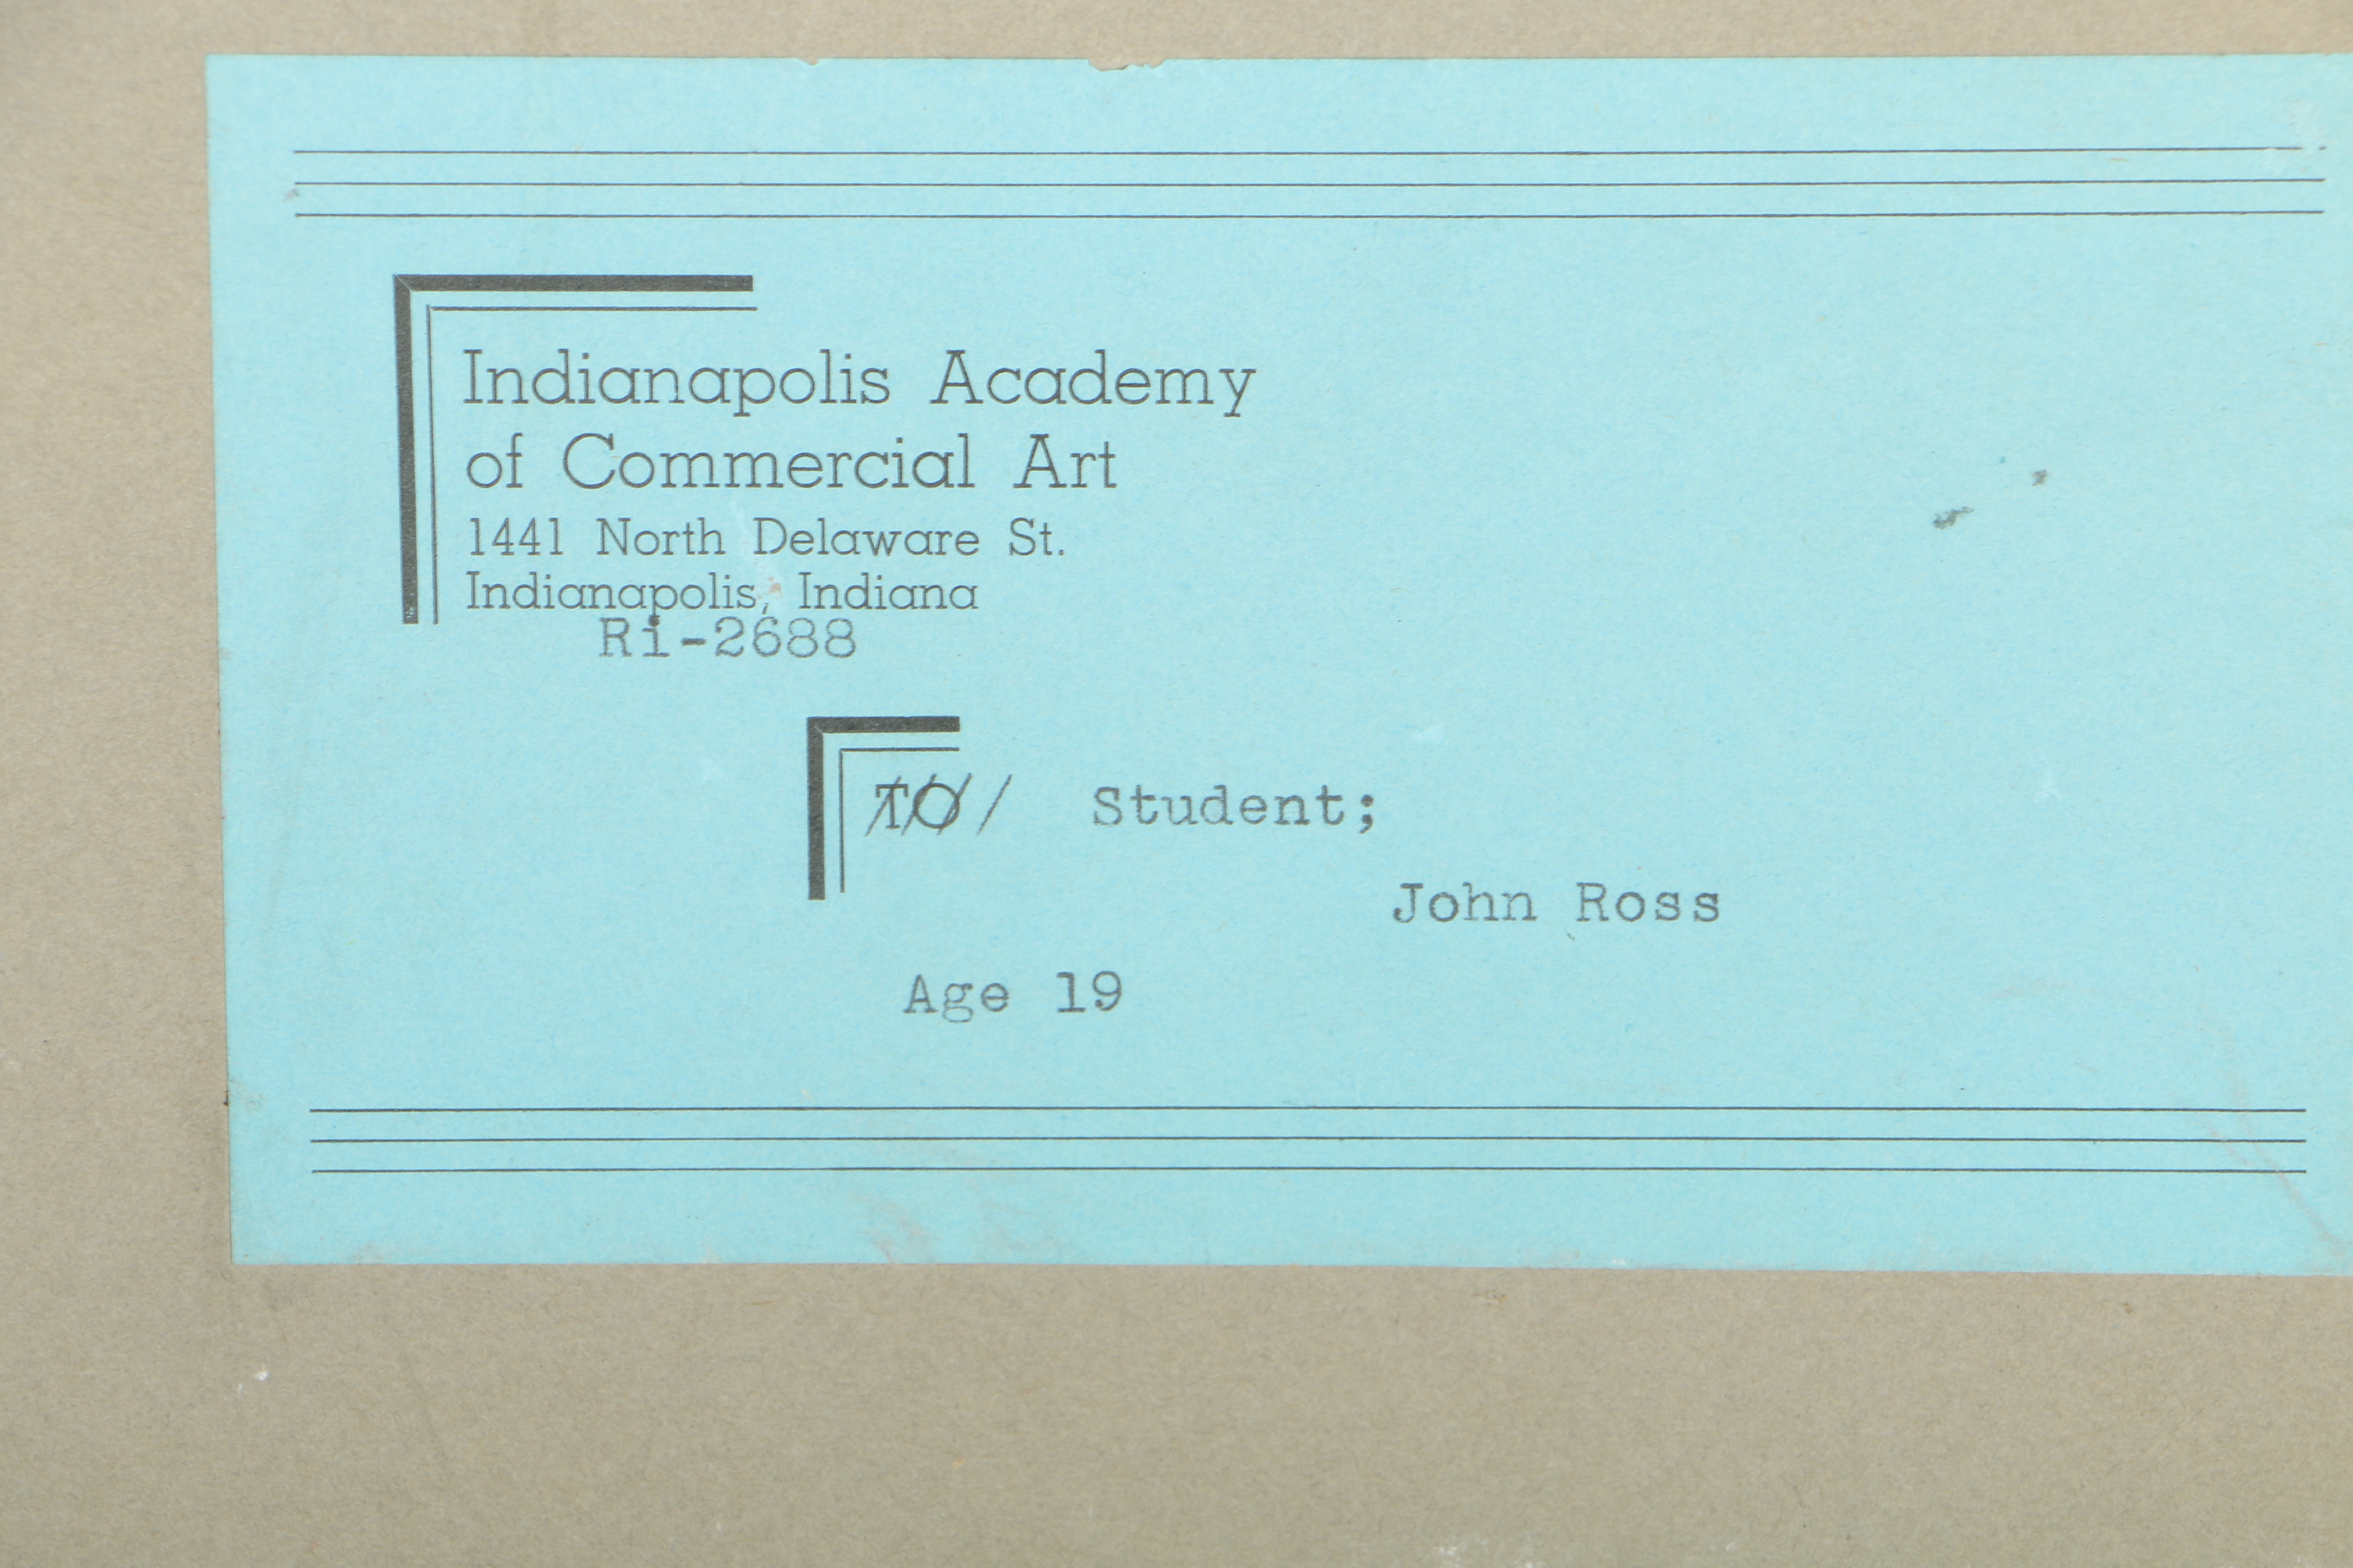 Indianapolis Academy
of Commercial Art
1441 North Delaware St.
Indianapolis, Indiana
Ri-2688
TO/ Student;
John Ross
Age 19